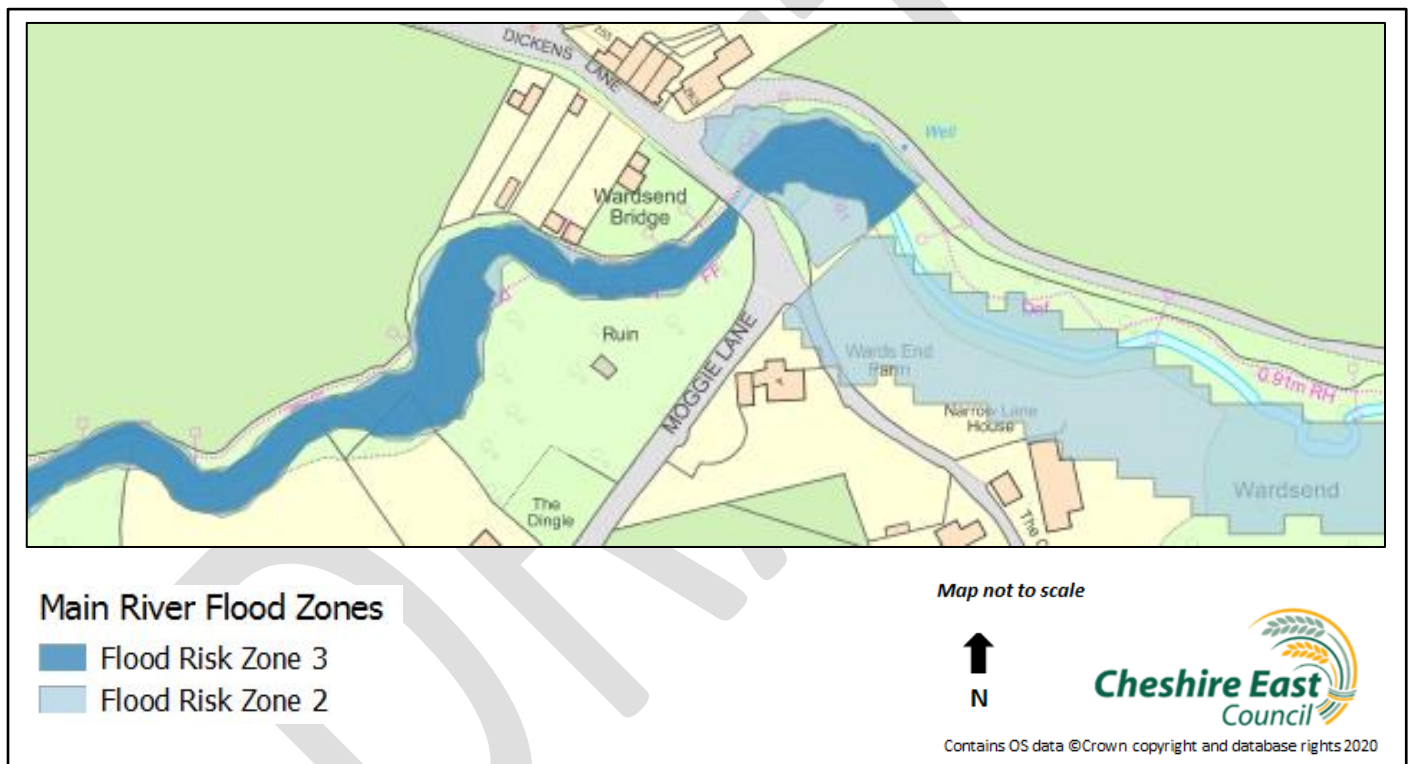 DICKENS LANE
Well
Wardsend
Bridge
FF
Ruin
MOGGIE LANE
Wards End
Farm
Def
0.91m RH
Narrow Lane
House
The
Dingle
Wardsend
Main River Flood Zones
Flood Risk Zone 3
Flood Risk Zone 2
Map not to scale
N
Cheshire East
Council
Contains OS data ©Crown copyright and database rights 2020